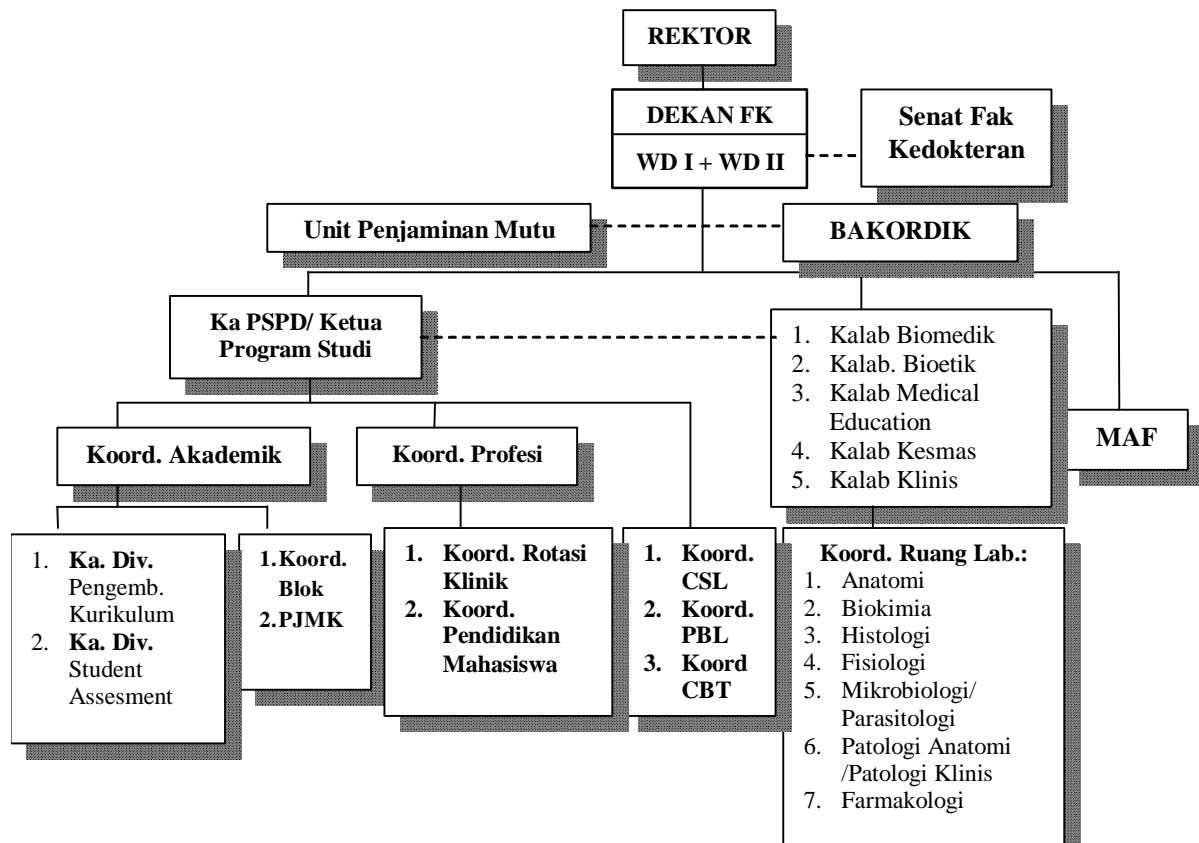 REKTOR
DEKAN FK
WD I + WD II
Senat Fak
Kedokteran
Unit Penjaminan Mutu
BAKORDIK
Ka PSPD/ Ketua
Program Studi
1. Kalab Biomedik
2. Kalab. Bioetik
3. Kalab Medical
Education
4. Kalab Kesmas
5. Kalab Klinis
MAF
Koord. Akademik
Koord. Profesi
1. Ka. Div.
Pengemb.
Kurikulum
2. Ka. Div.
Student
Assesment
1. Koord.
Blok
2. PJMK
1. Koord. Rotasi
Klinik
2. Koord.
Pendidikan
Mahasiswa
1. Koord.
CSL
2. Koord.
PBL
3. Koord
CBT
Koord. Ruang Lab.:
1. Anatomi
2. Biokimia
3. Histologi
4. Fisiologi
5. Mikrobiologi/
Parasitologi
6. Patologi Anatomi
/Patologi Klinis
7. Farmakologi